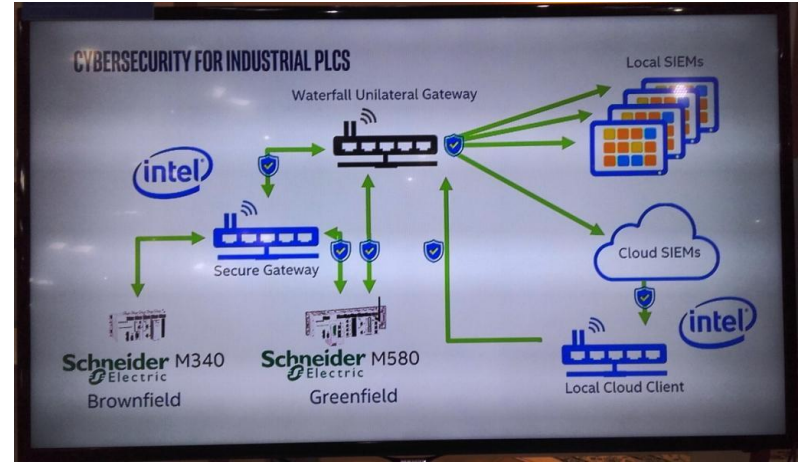 CYBERSECURITY FOR INDUSTRIAL PLCS
Local SIEMs
Waterfall Unilateral Gateway
intel
Secure Gateway
Cloud SIEMs
intel
Schneider Electric M340
Brownfield
Schneider Electric M580
Greenfield
Local Cloud Client